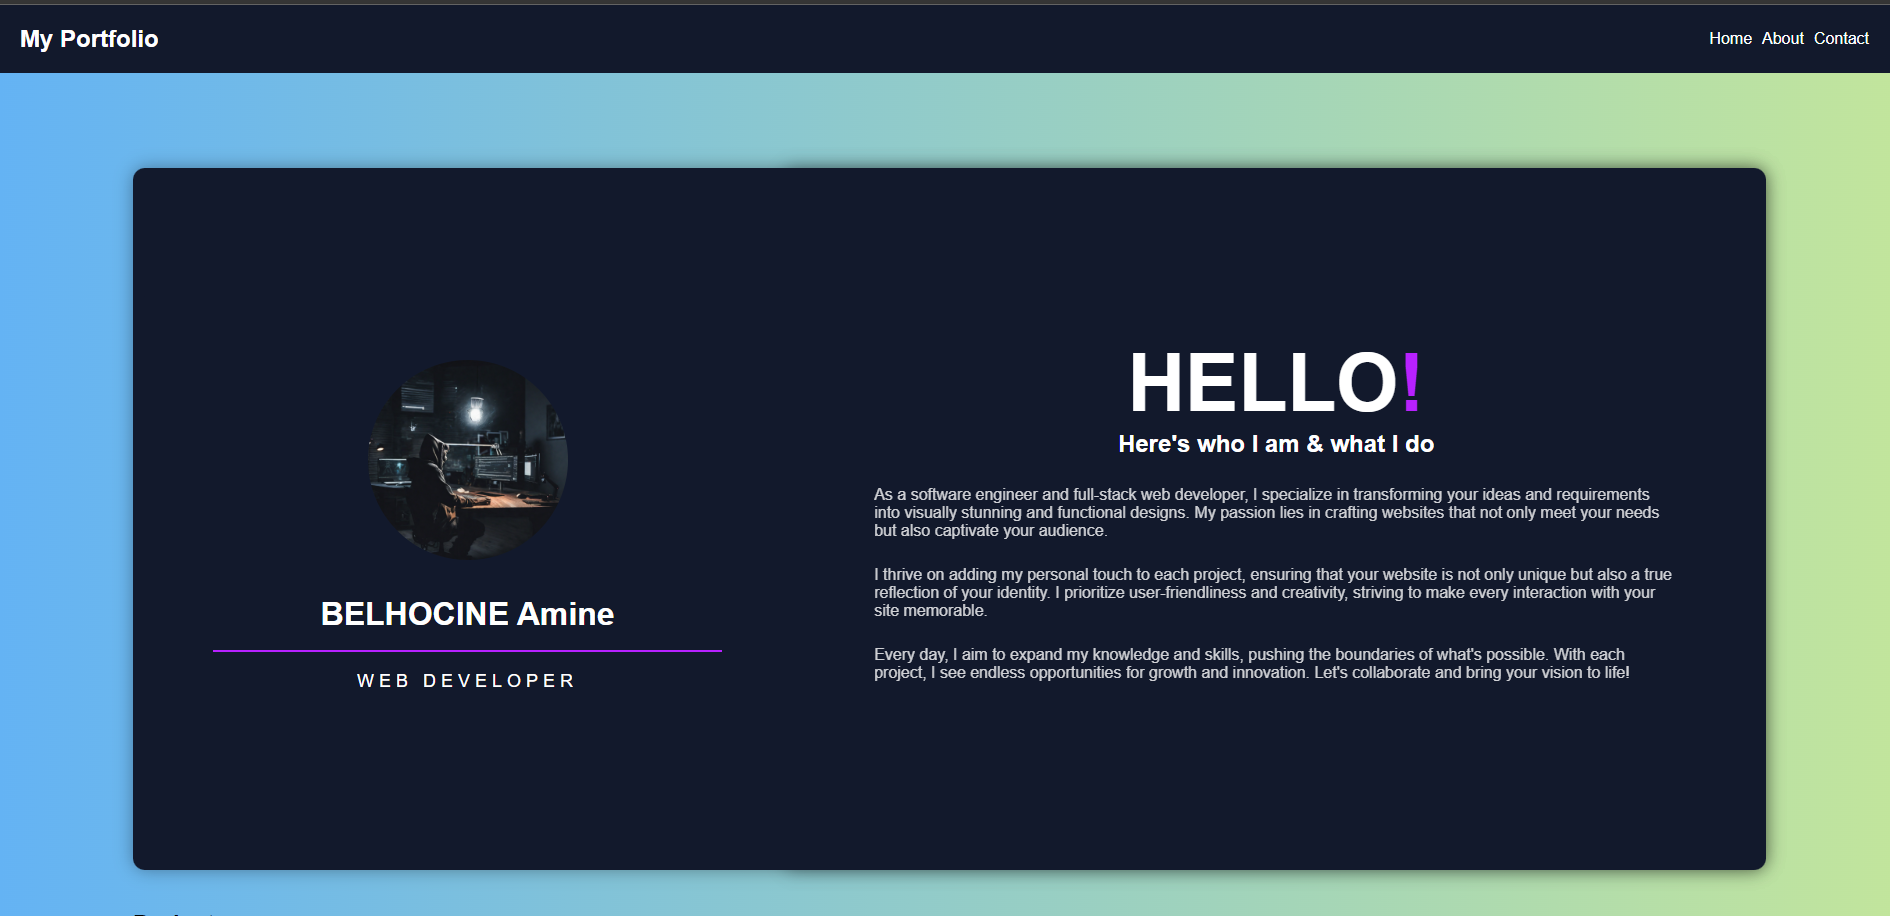 My Portfolio
Home About Contact
BELHOCINE Amine
WEB DEVELOPER
HELLO!
Here's who I am & what I do
As a software engineer and full-stack web developer, I specialize in transforming your ideas and requirements
into visually stunning and functional designs. My passion lies in crafting websites that not only meet your needs
but also captivate your audience.
I thrive on adding my personal touch to each project, ensuring that your website is not only unique but also a true
reflection of your identity. I prioritize user-friendliness and creativity, striving to make every interaction with your
site memorable.
Every day, I aim to expand my knowledge and skills, pushing the boundaries of what's possible. With each
project, I see endless opportunities for growth and innovation. Let's collaborate and bring your vision to life!